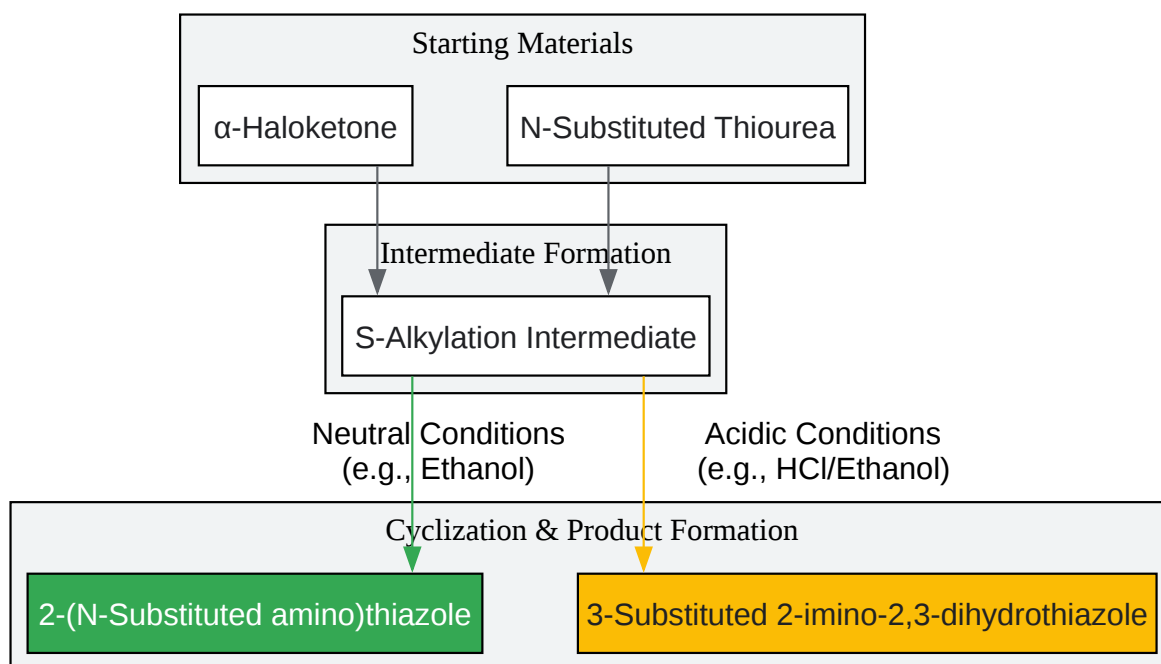 Starting Materials
α-Haloketone
N-Substituted Thiourea
Intermediate Formation
S-Alkylation Intermediate
Neutral Conditions
(e.g., Ethanol)
Acidic Conditions
(e.g., HCl/Ethanol)
Cyclization & Product Formation
2-(N-Substituted amino)thiazole
3-Substituted 2-imino-2,3-dihydrothiazole